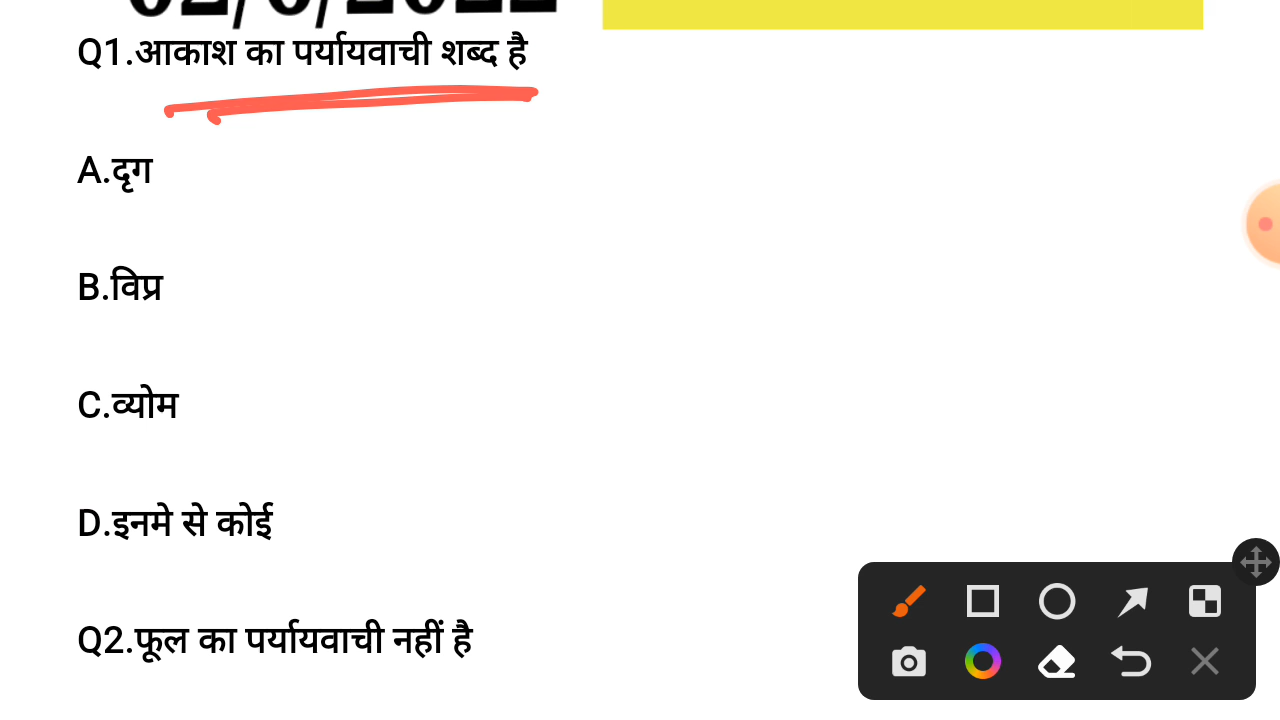 Q1.आकाश का पर्यायवाची शब्द है
A.दृग
B.विप्र
C.व्योम
D.इनमे से कोई
Q2.फूल का पर्यायवाची नहीं है